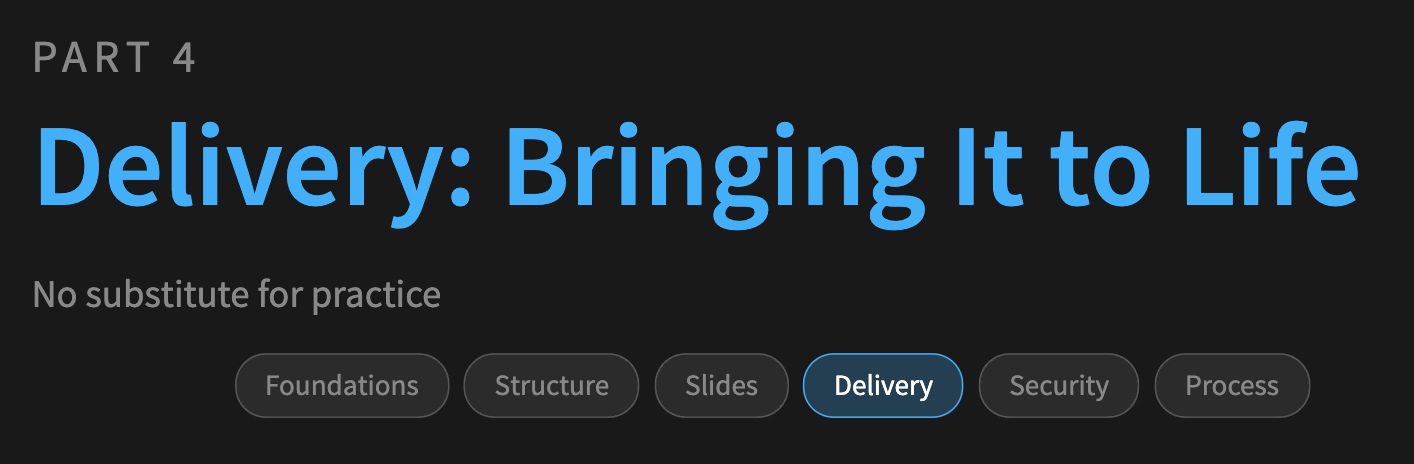 PART 4
Delivery: Bringing It to Life
No substitute for practice
Foundations Structure Slides Delivery Security Process